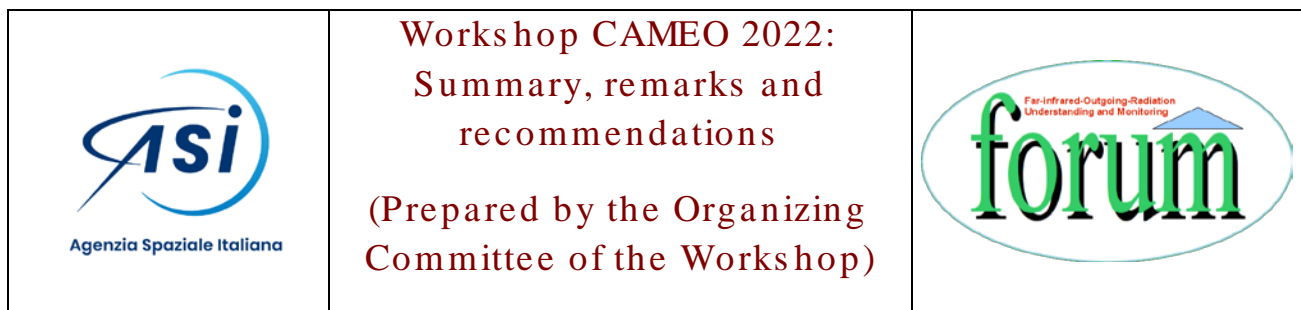 ASI
Agenzia Spaziale Italiana
Workshop CAMEO 2022:
Summary, remarks and
recommendations
(Prepared by the Organizing
Committee of the Workshop)
Far-infrared-Outgoing-Radiation
Understanding and Monitoring
forum